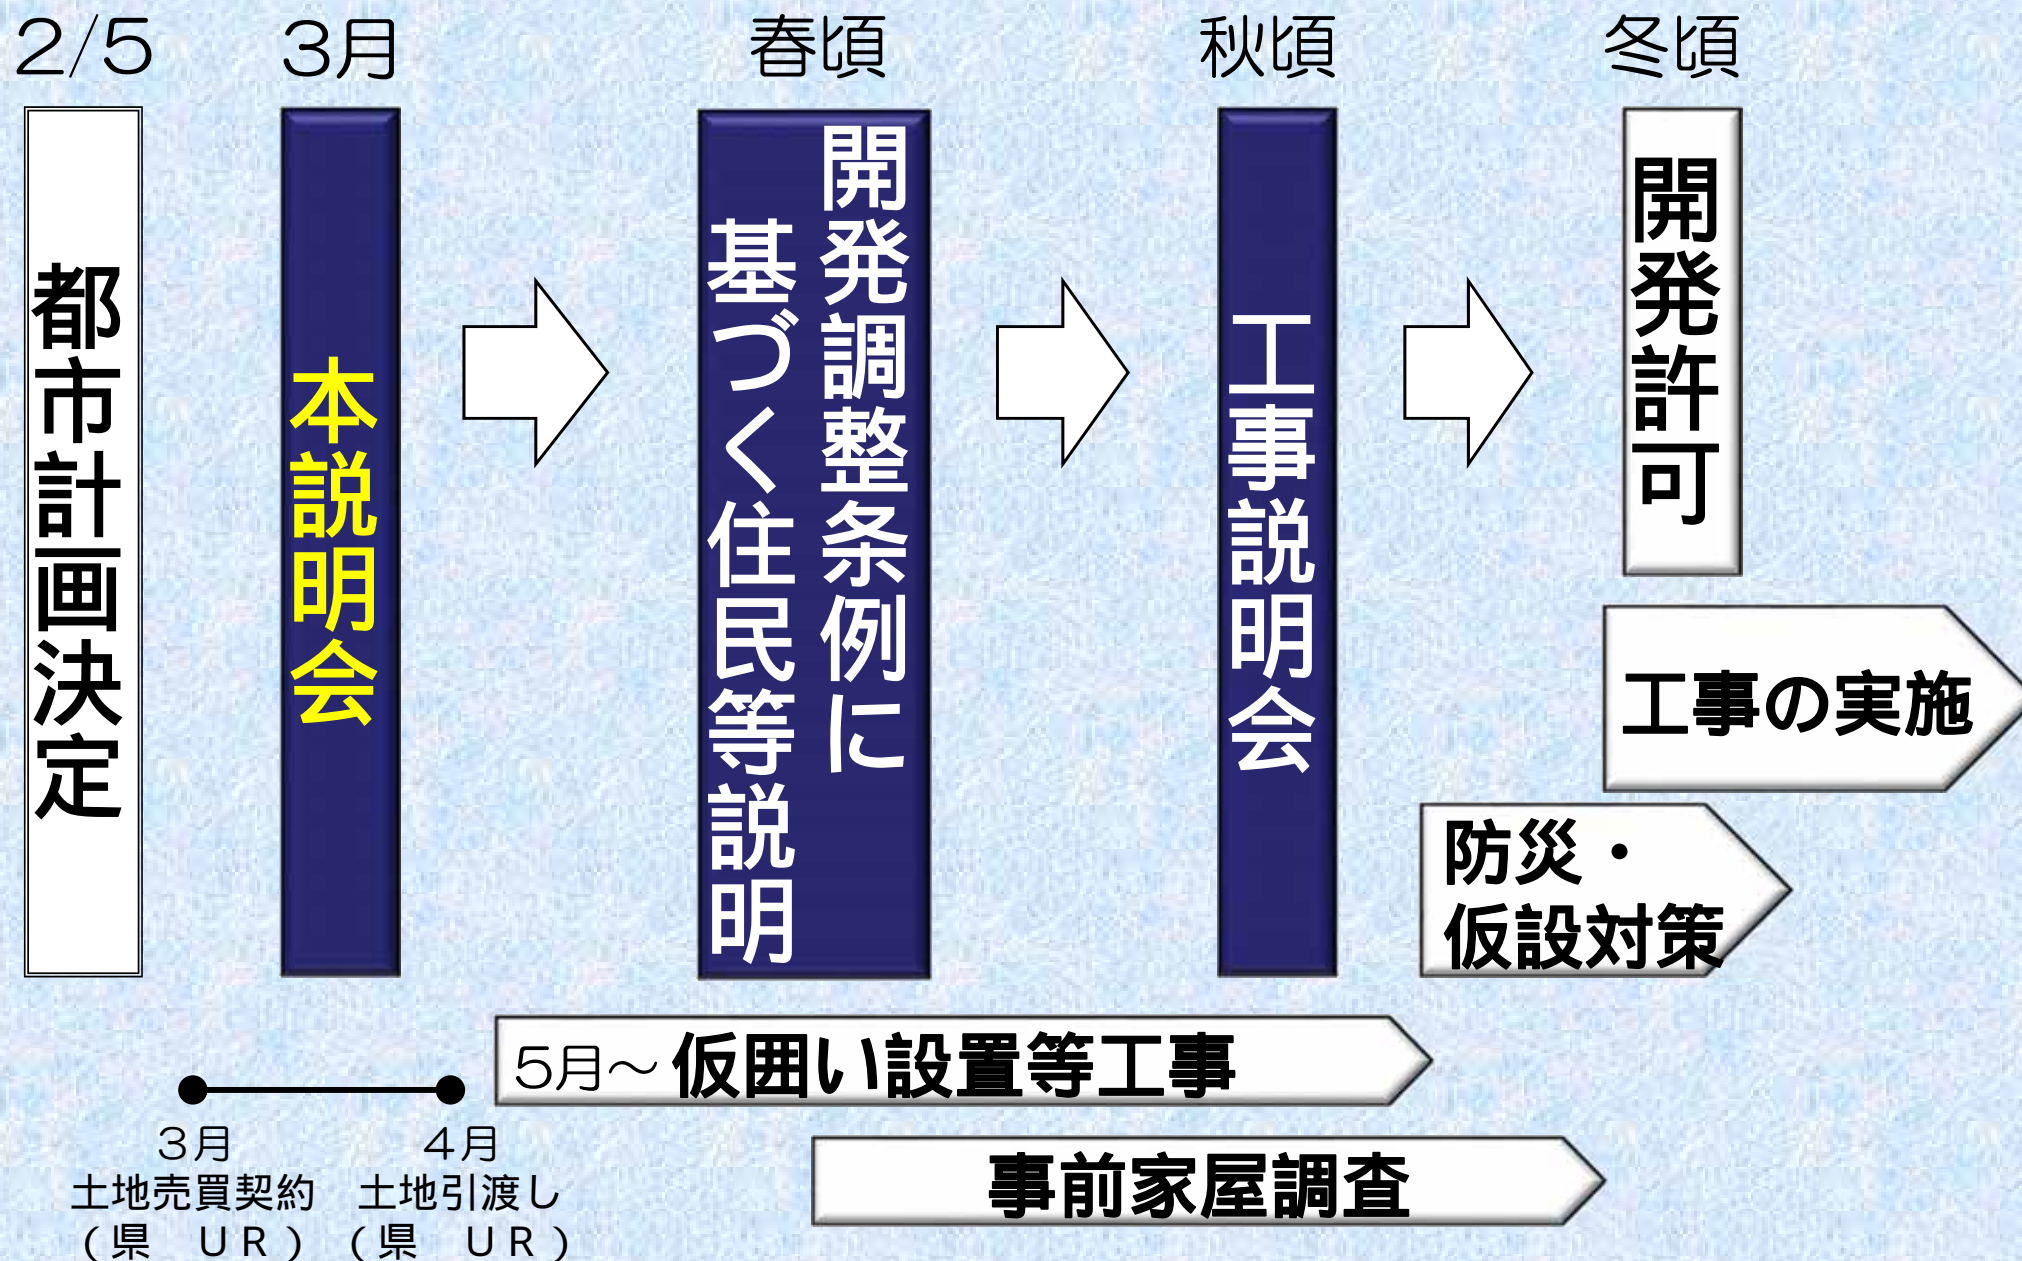 2/5
3月
春頃
秋頃
冬頃
都市計画決定
本説明会
開発調整条例に
基づく住民等説明
工事説明会
開発許可
工事の実施
防災・
仮設対策
5月～仮囲い設置等工事
事前家屋調査
3月
土地売買契約
(県　UR)
4月
土地引渡し
(県　UR)